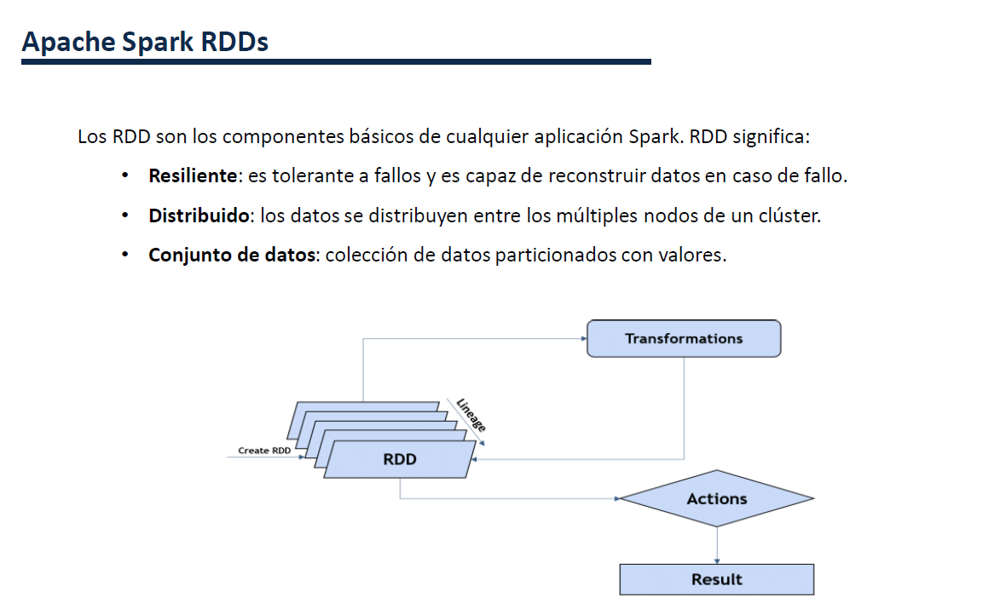 Apache Spark RDDs
Los RDD son los componentes básicos de cualquier aplicación Spark. RDD significa:
• Resiliente: es tolerante a fallos y es capaz de reconstruir datos en caso de fallo.
• Distribuido: los datos se distribuyen entre los múltiples nodos de un clúster.
• Conjunto de datos: colección de datos particionados con valores.
Transformations
Lineage
Create RDD
RDD
Actions
Result